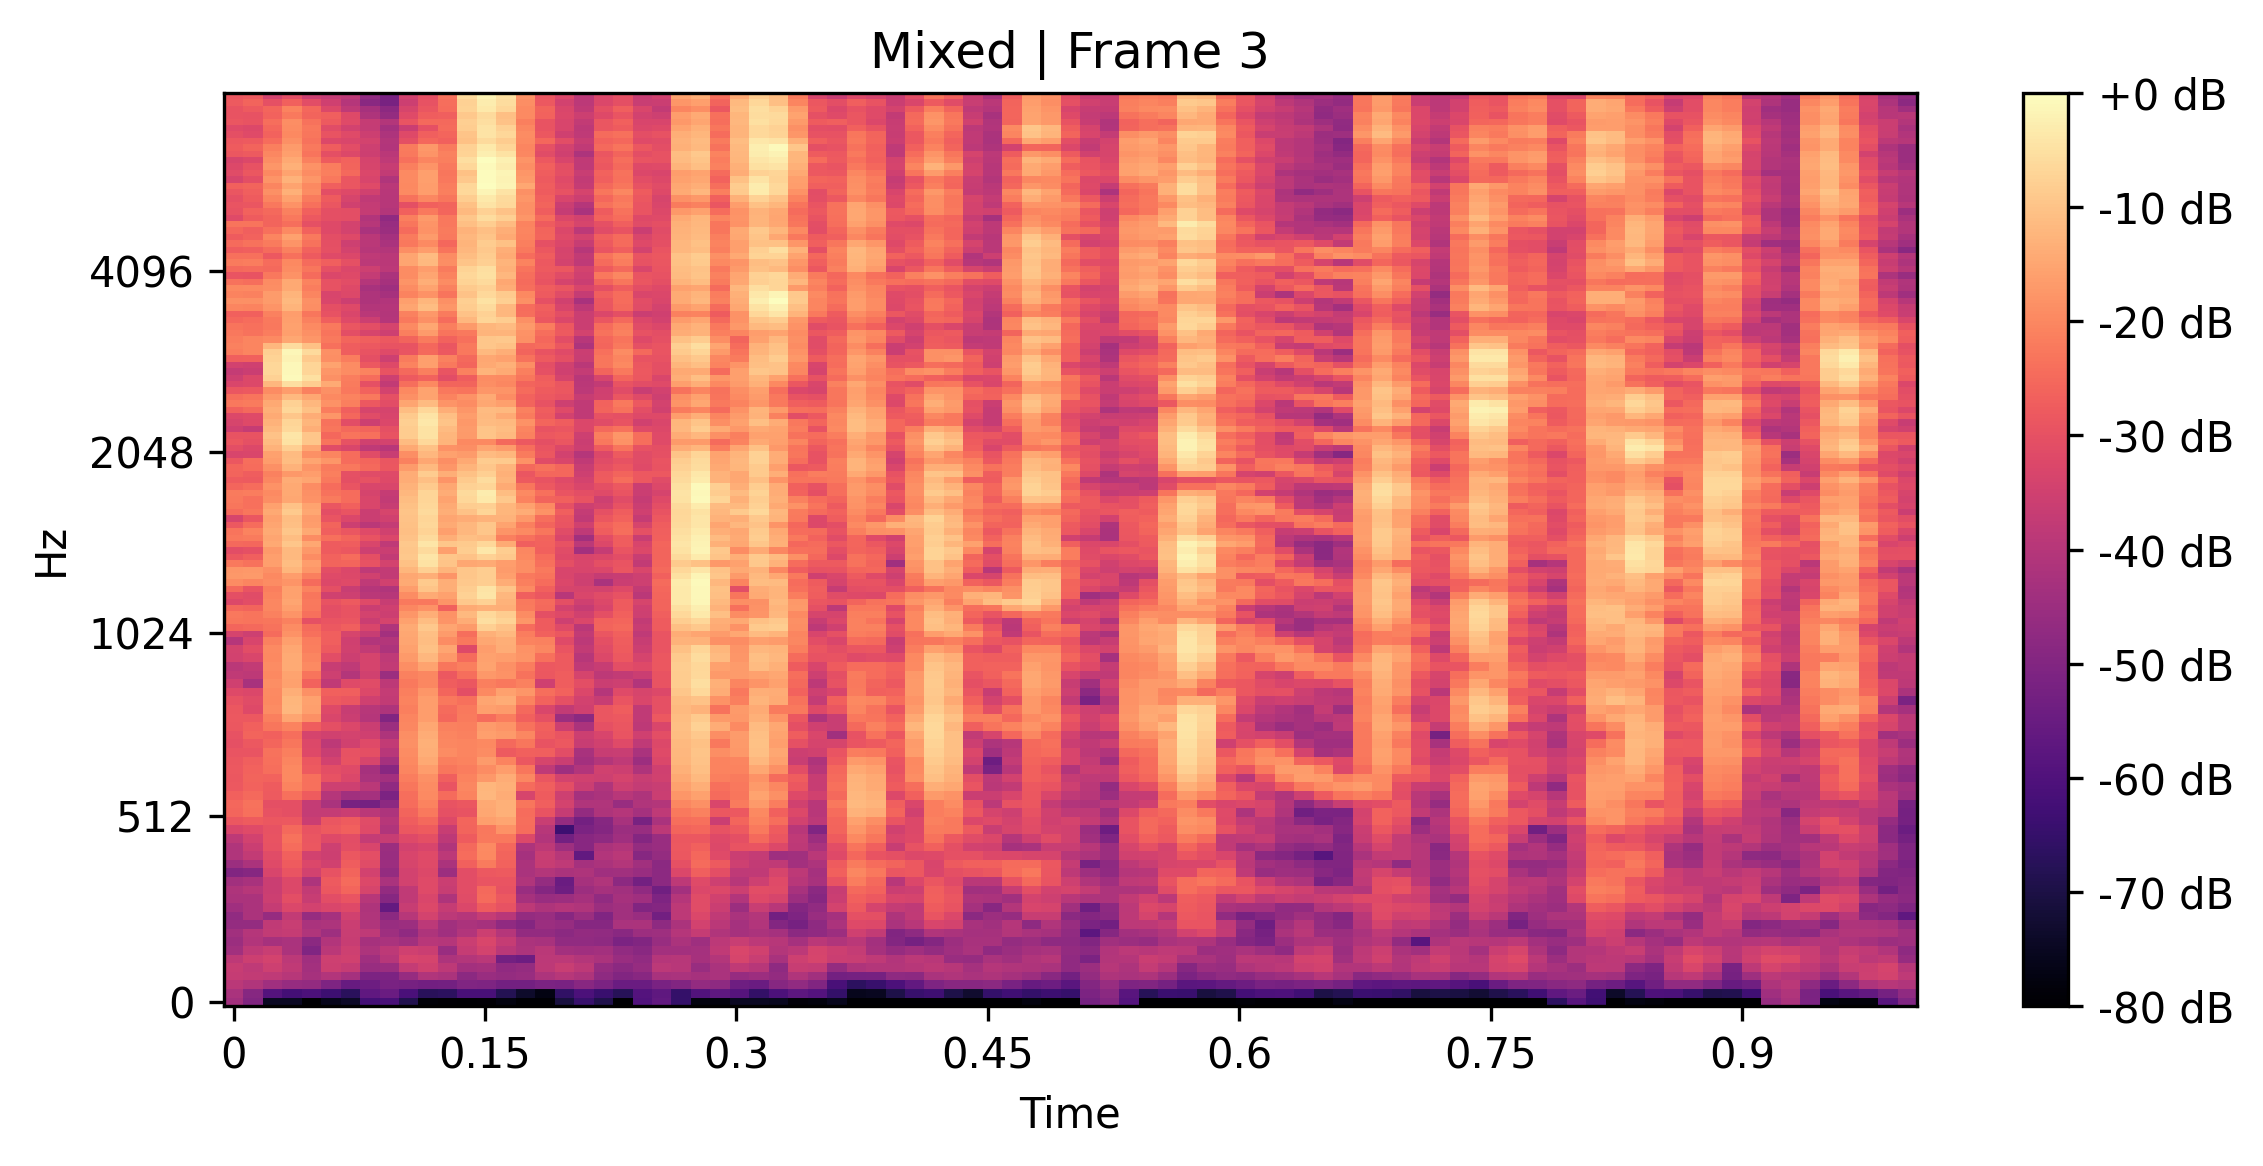 Mixed | Frame 3
+0 dB
-10 dB
-20 dB
-30 dB
-40 dB
-50 dB
-60 dB
-70 dB
-80 dB
Hz
4096
2048
1024
512
0
0 0.15 0.3 0.45 0.6 0.75 0.9
Time